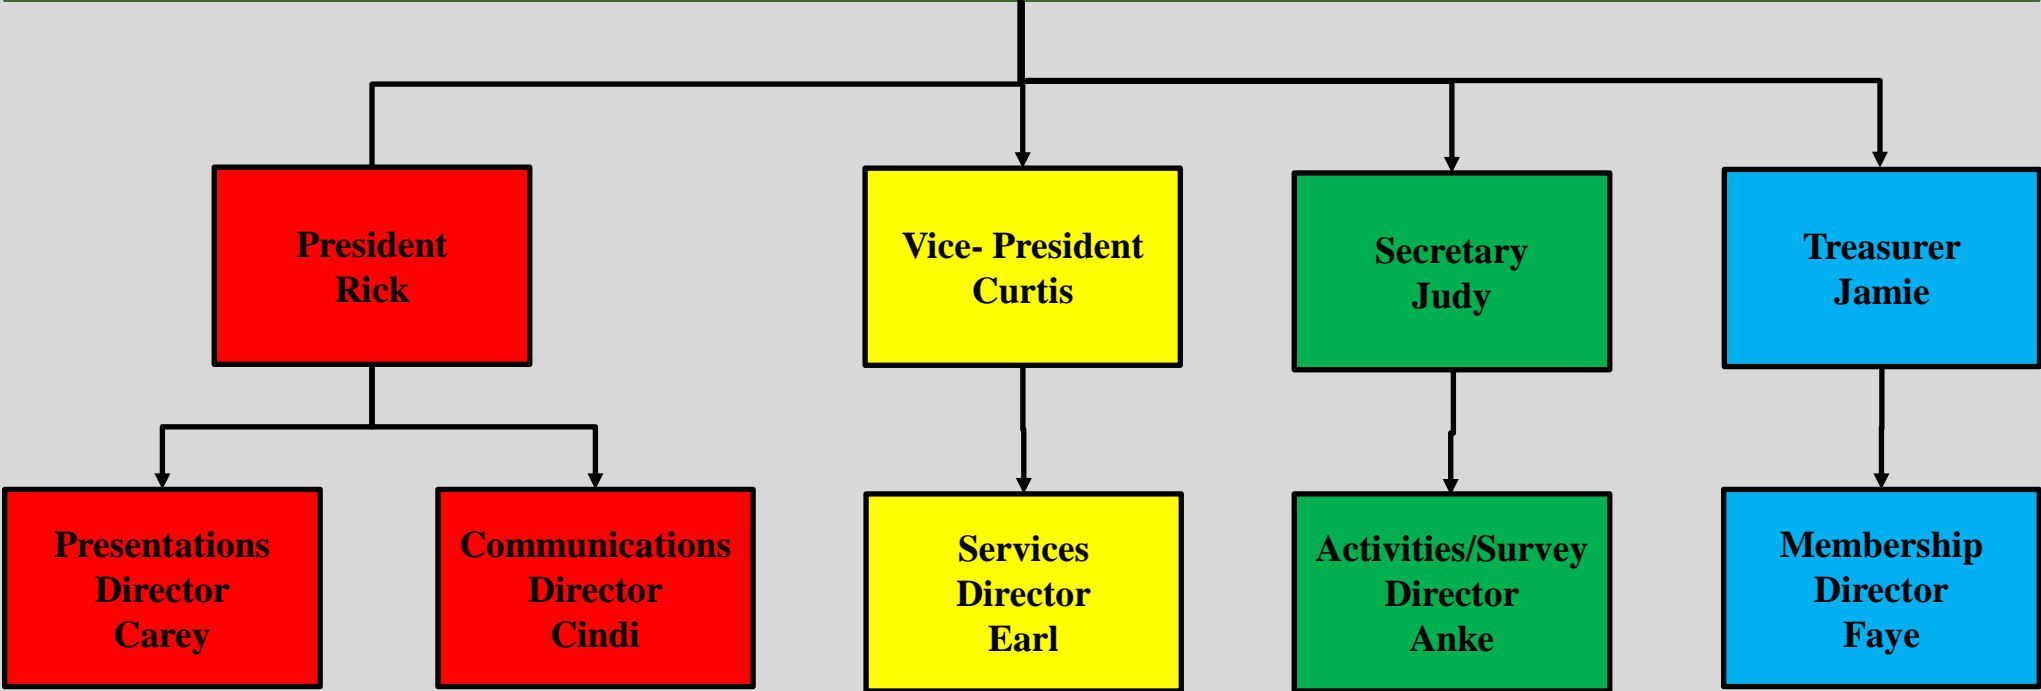 President
Rick
Vice- President
Curtis
Secretary
Judy
Treasurer
Jamie
Presentations
Director
Carey
Communications
Director
Cindi
Services
Director
Earl
Activities/Survey
Director
Anke
Membership
Director
Faye